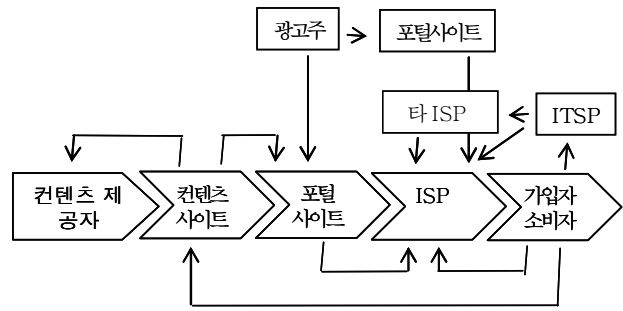 광고주
포털사이트
타 ISP
ITSP
컨텐츠 제
공자
컨텐츠
사이트
포털
사이트
ISP
가입자
소비자